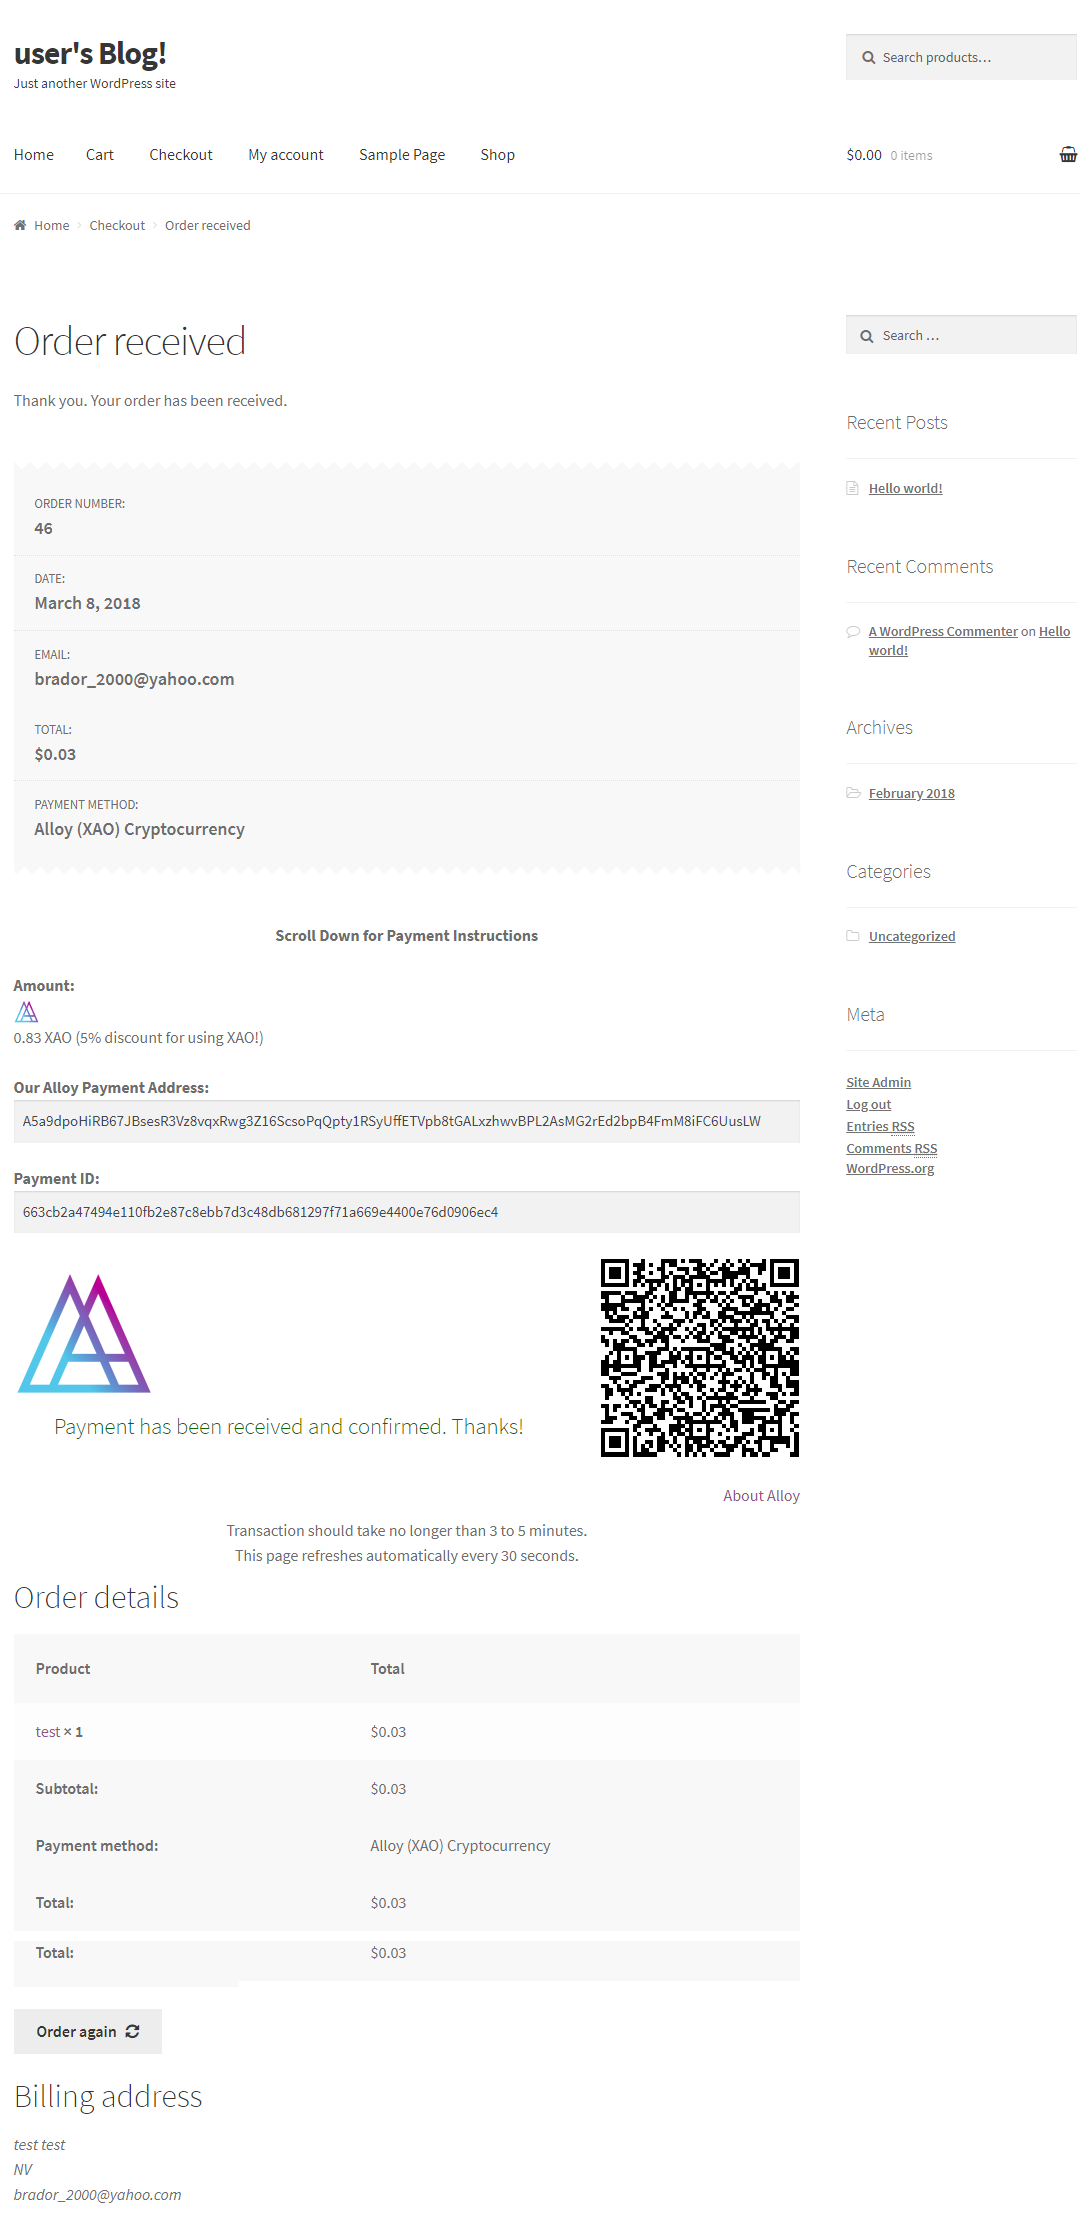 user's Blog!
Just another WordPress site
Search products…
Home Cart Checkout My account Sample Page Shop
$0.00 0 items
Home › Checkout › Order received
Order received
Thank you. Your order has been received.
ORDER NUMBER:
46
DATE:
March 8, 2018
EMAIL:
brador_2000@yahoo.com
TOTAL:
$0.03
PAYMENT METHOD:
Alloy (XAO) Cryptocurrency
Scroll Down for Payment Instructions
Amount:
0.83 XAO (5% discount for using XAO!)
Our Alloy Payment Address:
A5a9dpoHiRB67JBsesR3Vz8vqxRwg3Z16ScsoPqQpty1RSyUffETVpb8tGALxzhwvBPL2AsMG2rEd2bpB4FmM8iFC6UusLW
Payment ID:
663cb2a47494e110fb2e87c8ebb7d3c48db681297f71a669e4400e76d0906ec4
Payment has been received and confirmed. Thanks!
About Alloy
Transaction should take no longer than 3 to 5 minutes.
This page refreshes automatically every 30 seconds.
Order details
Product Total
test × 1 $0.03
Subtotal: $0.03
Payment method: Alloy (XAO) Cryptocurrency
Total: $0.03
Total: $0.03
Order again
Billing address
test test
NV
brador_2000@yahoo.com
Search …
Recent Posts
Hello world!
Recent Comments
A WordPress Commenter on Hello
world!
Archives
February 2018
Categories
Uncategorized
Meta
Site Admin
Log out
Entries RSS
Comments RSS
WordPress.org